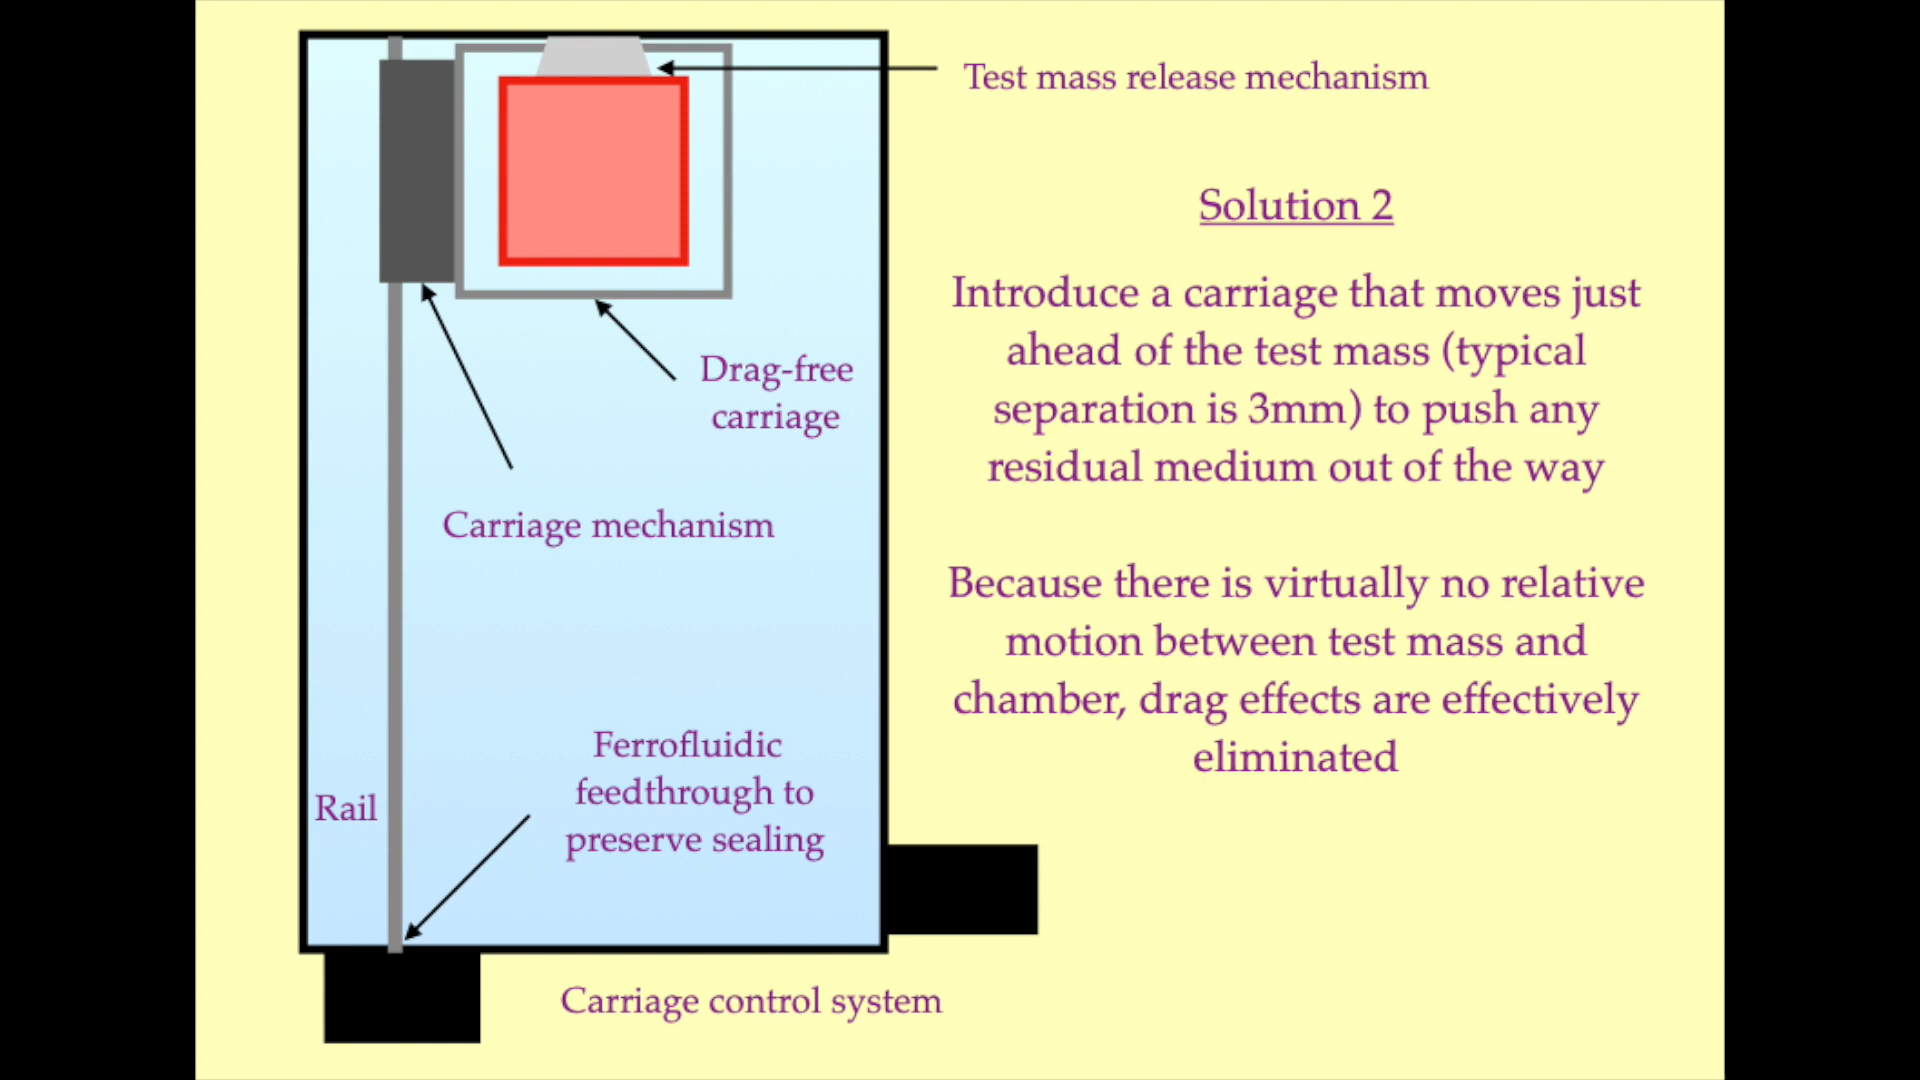 Test mass release mechanism
Solution 2
Introduce a carriage that moves just
ahead of the test mass (typical
separation is 3mm) to push any
residual medium out of the way
Because there is virtually no relative
motion between test mass and
chamber, drag effects are effectively
eliminated
Drag-free
carriage
Carriage mechanism
Ferrofluidic
feedthrough to
preserve sealing
Rail
Carriage control system